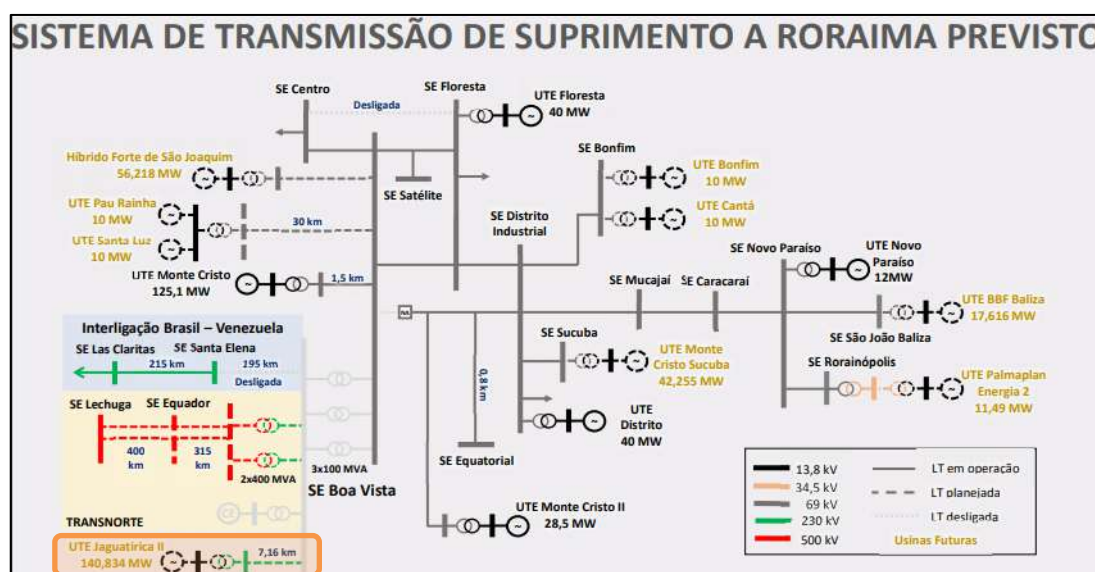 SISTEMA DE TRANSMISSÃO DE SUPRIMENTO A RORAIMA PREVISTO
SE Centro
SE Floresta
Desligada
UTE Floresta
40 MW
Híbrido Forte de São Joaquim
56,218 MW
SE Satélite
SE Bonfim
UTE Bonfim
10 MW
UTE Pau Rainha
10 MW
UTE Santa Luz
10 MW
30 km
SE Distrito
Industrial
UTE Cantá
10 MW
UTE Monte Cristo
125,1 MW
1,5 km
SE Novo Paraíso
UTE Novo
Paraíso
12MW
SE Mucajaí
SE Caracaraí
Interligação Brasil – Venezuela
SE Las Claritas
SE Santa Elena
215 km
195 km
Desligada
SE Sucuba
UTE Monte
Cristo Sucuba
42,255 MW
UTE BBF Baliza
17,616 MW
SE São João Baliza
SE Rorainópolis
UTE Palmaplan
Energia 2
11,49 MW
0,8 km
SE Lechuga
SE Equador
400
km
315
km
2x400 MVA
3x100 MVA
SE Boa Vista
SE Equatorial
UTE
Distrito
40 MW
UTE Monte Cristo II
28,5 MW
TRANSNORTE
UTE Jaguatirica II
140,834 MW
7,16 km
13,8 kV
34,5 kV
69 kV
230 kV
500 kV
LT em operação
LT planejada
LT desligada
Usinas Futuras